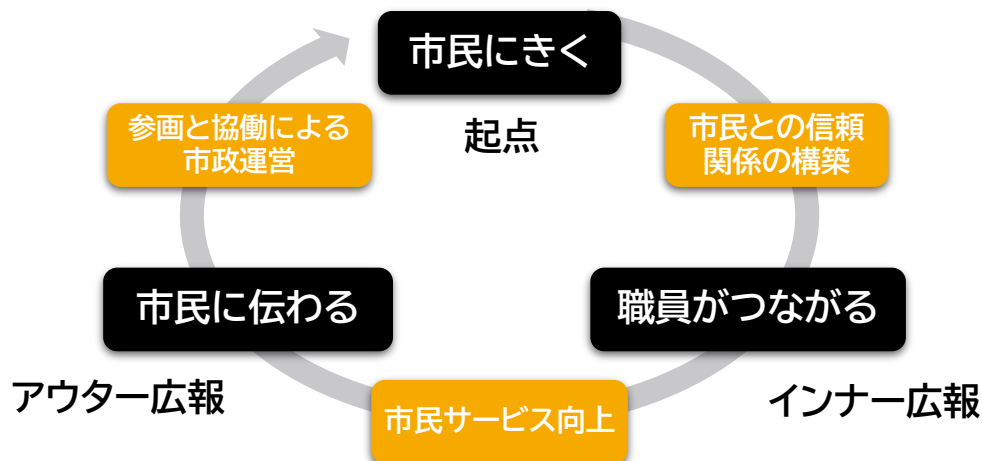 市民にきく
起点
参画と協働による
市政運営
市民との信頼
関係の構築
市民に伝わる
職員がつながる
アウター広報
インナー広報
市民サービス向上